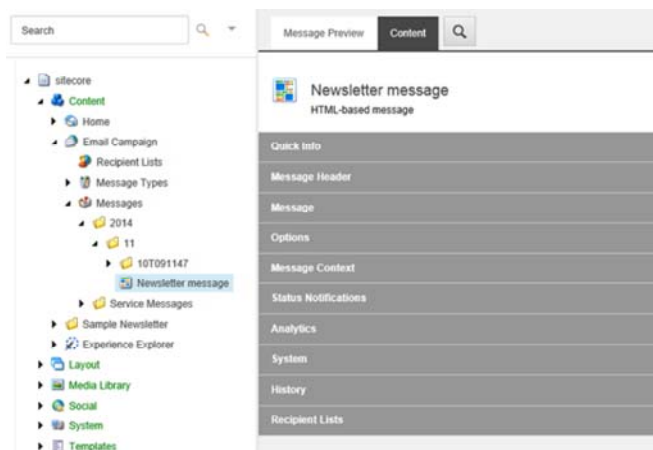 Search
sitecore
Content
Home
Email Campaign
Recipient Lists
Message Types
Messages
2014
11
10T091147
Newsletter message
Service Messages
Sample Newsletter
Experience Explorer
Layout
Media Library
Social
System
Templates
Message Preview Content
Newsletter message
HTML-based message
Quick Info
Message Header
Message
Options
Message Context
Status Notifications
Analytics
System
History
Recipient Lists